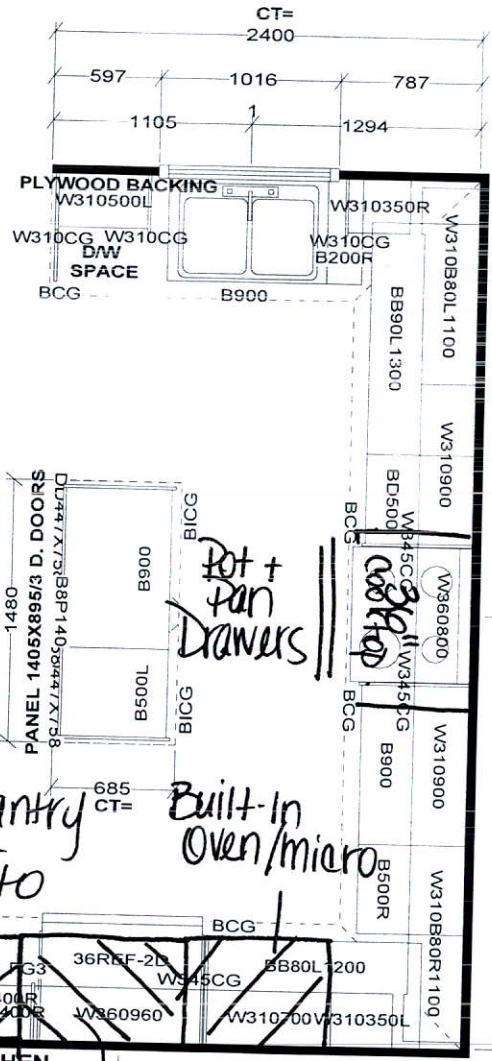 CT=
2400
597 1016 787
1
1105 1294
PLYWOOD BACKING
W310500L
W310CG W310CG
D/W
SPACE
BCG
B900
W310350R
W310CG
B200R
W310B80L1100
BB90L1300
W310900
BD500
BCG
W345CG
W360800
36"
cooktop
W345CG
BCG
PANEL 1405X895/3 D. DOORS
1480
B900
B500L
BICG
BICG
Pot +
Pan
Drawers
685
CT=
B900
W310900
B500R
W310B80R1100
Built-In
Oven/micro
BCG
36REF-2D
W345CG
BB80L1200
W360960
W310700
W310350L